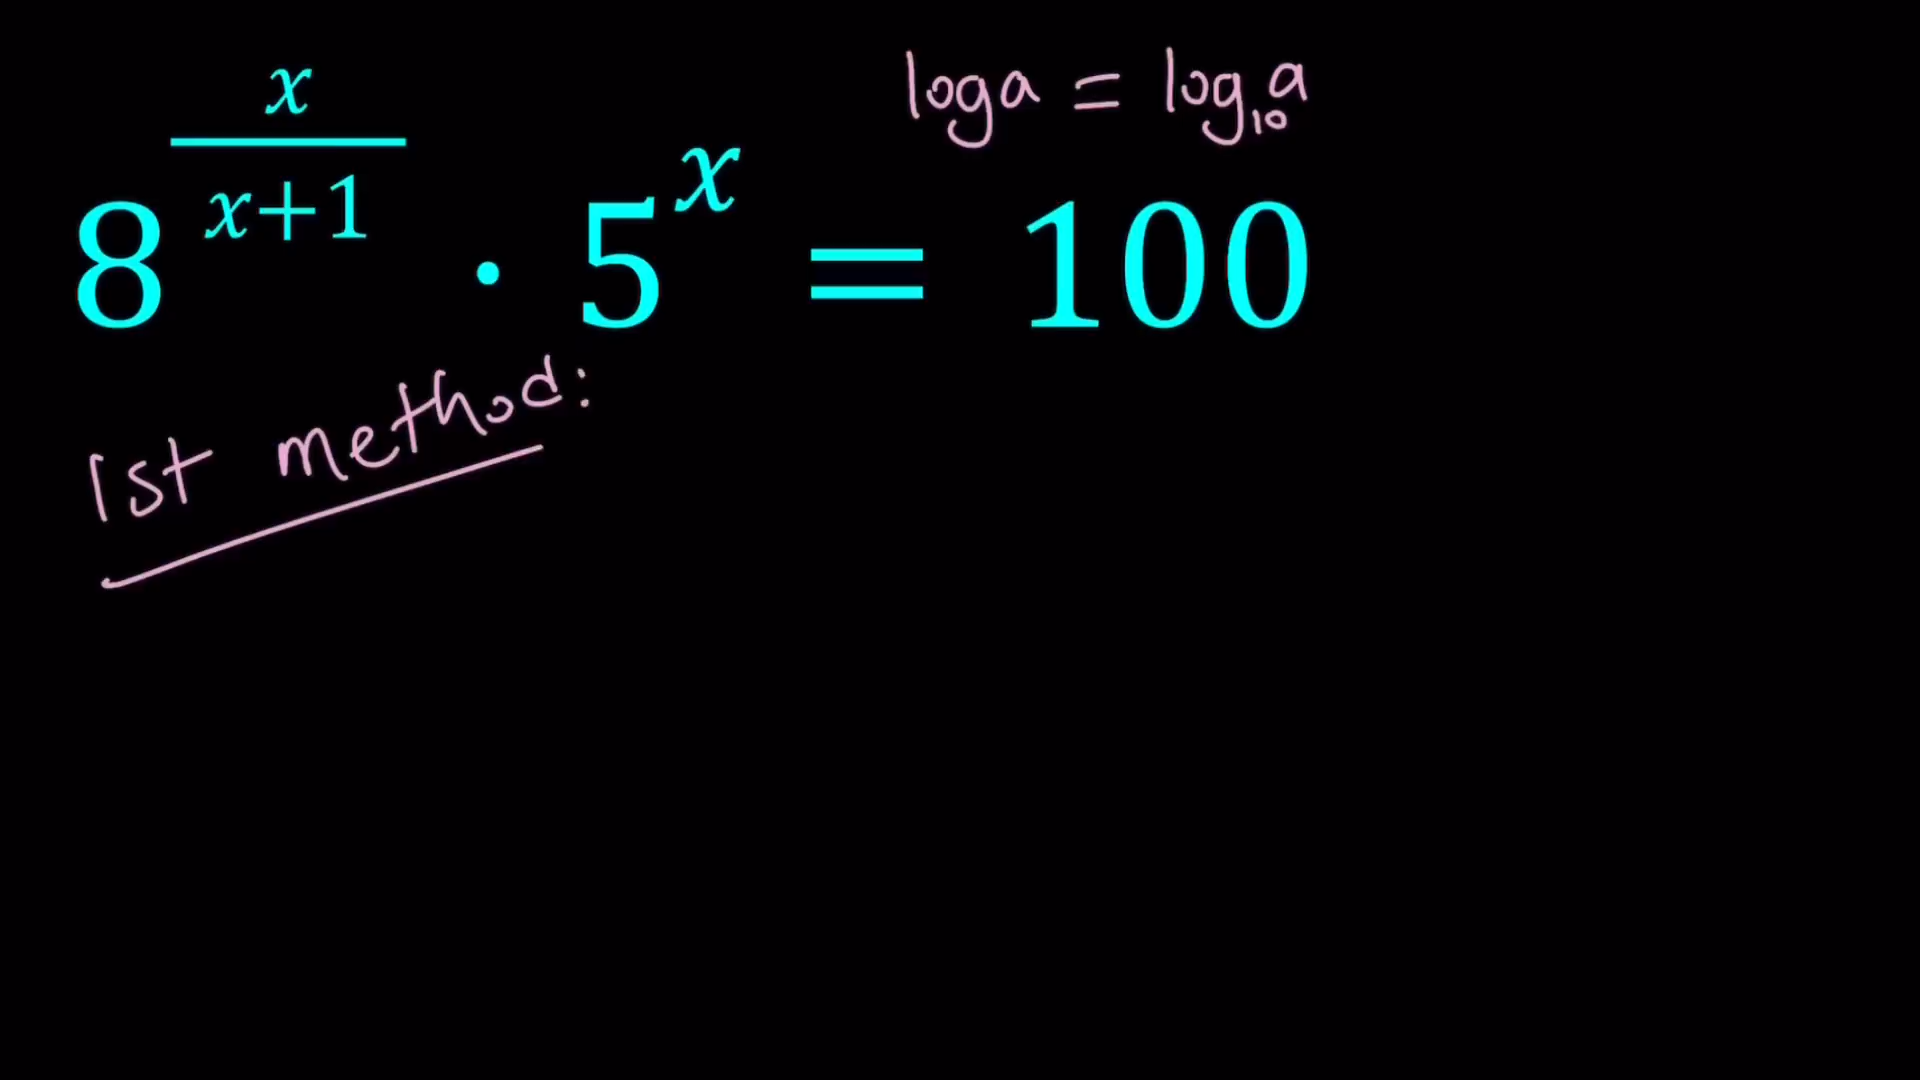 log a = log₁₀ a
8^(x/(x+1)) · 5^x = 100
1st method: